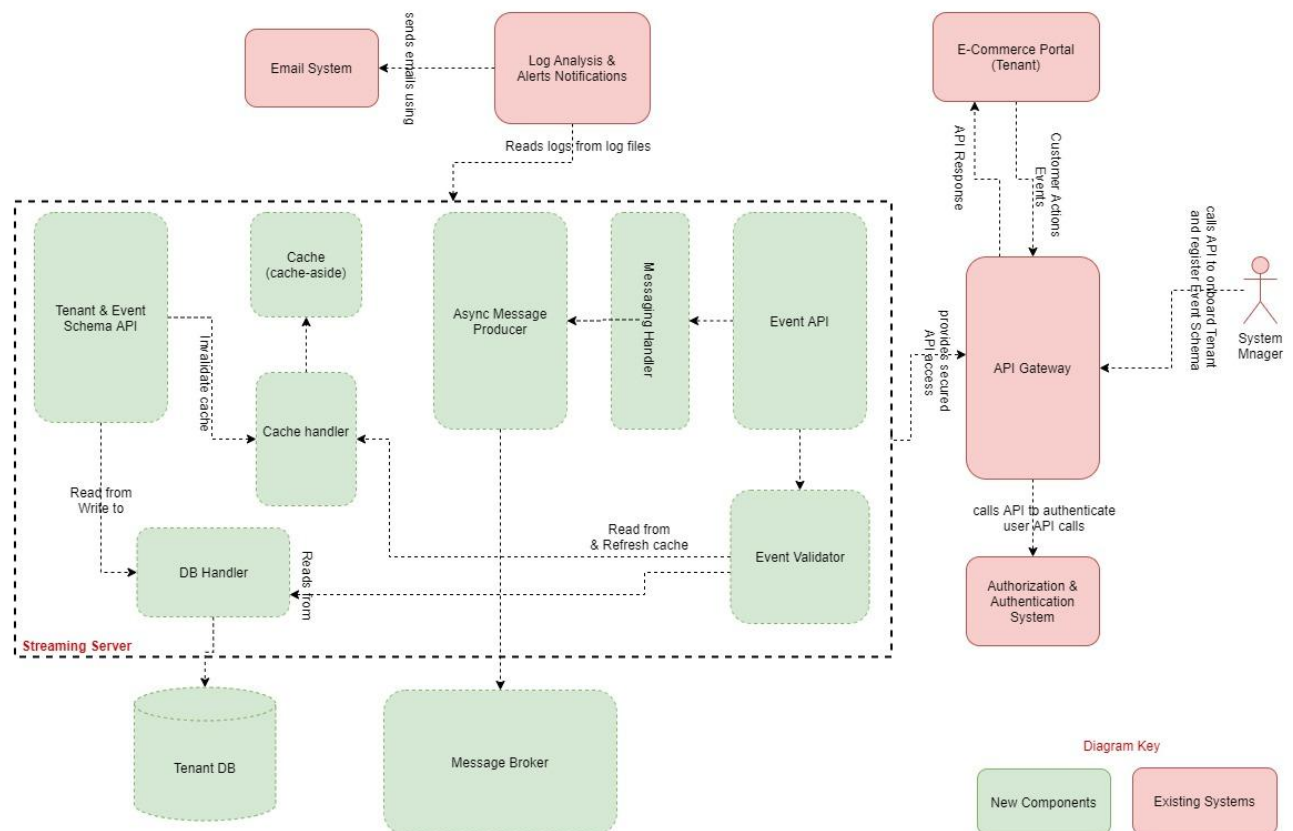 sends emails using
Email System
Log Analysis &
Alerts Notifications
E-Commerce Portal
(Tenant)
Reads logs from log files
API Response
Customer Actions
Events
calls API to onboard Tenant
and register Event Schema
Tenant & Event
Schema API
Cache
(cache-aside)
Async Message
Producer
Messaging Handler
Event API
System
Mnager
API Gateway
provides secured
API access
Invalidate cache
Cache handler
Read from
Write to
Read from
& Refresh cache
Event Validator
calls API to authenticate
user API calls
DB Handler
Reads from
Authorization &
Authentication
System
Streaming Server
Tenant DB
Message Broker
Diagram Key
New Components
Existing Systems